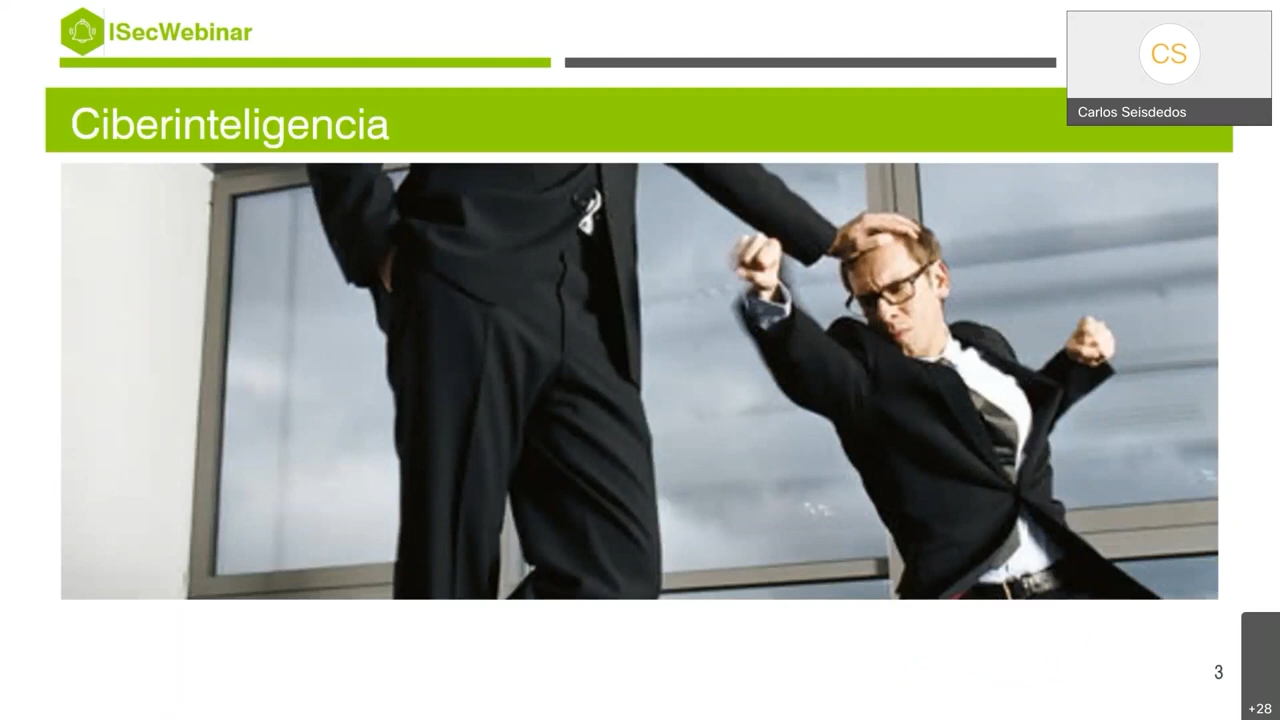 ISecWebinar
CS
Carlos Seisdedos
Ciberinteligencia
3
+28